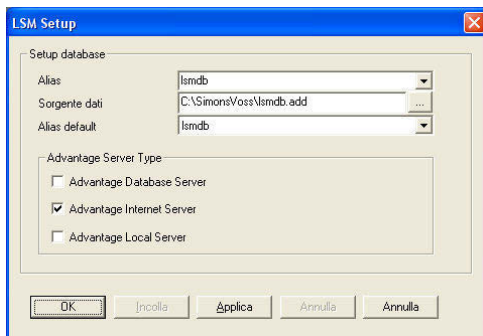 LSM Setup
Setup database
Alias lsmdb
Sorgente dati C:\SimonsVoss\lsmdb.add ...
Alias default lsmdb
Advantage Server Type
Advantage Database Server
Advantage Internet Server
Advantage Local Server
OK Incolla Applica Annulla Annulla